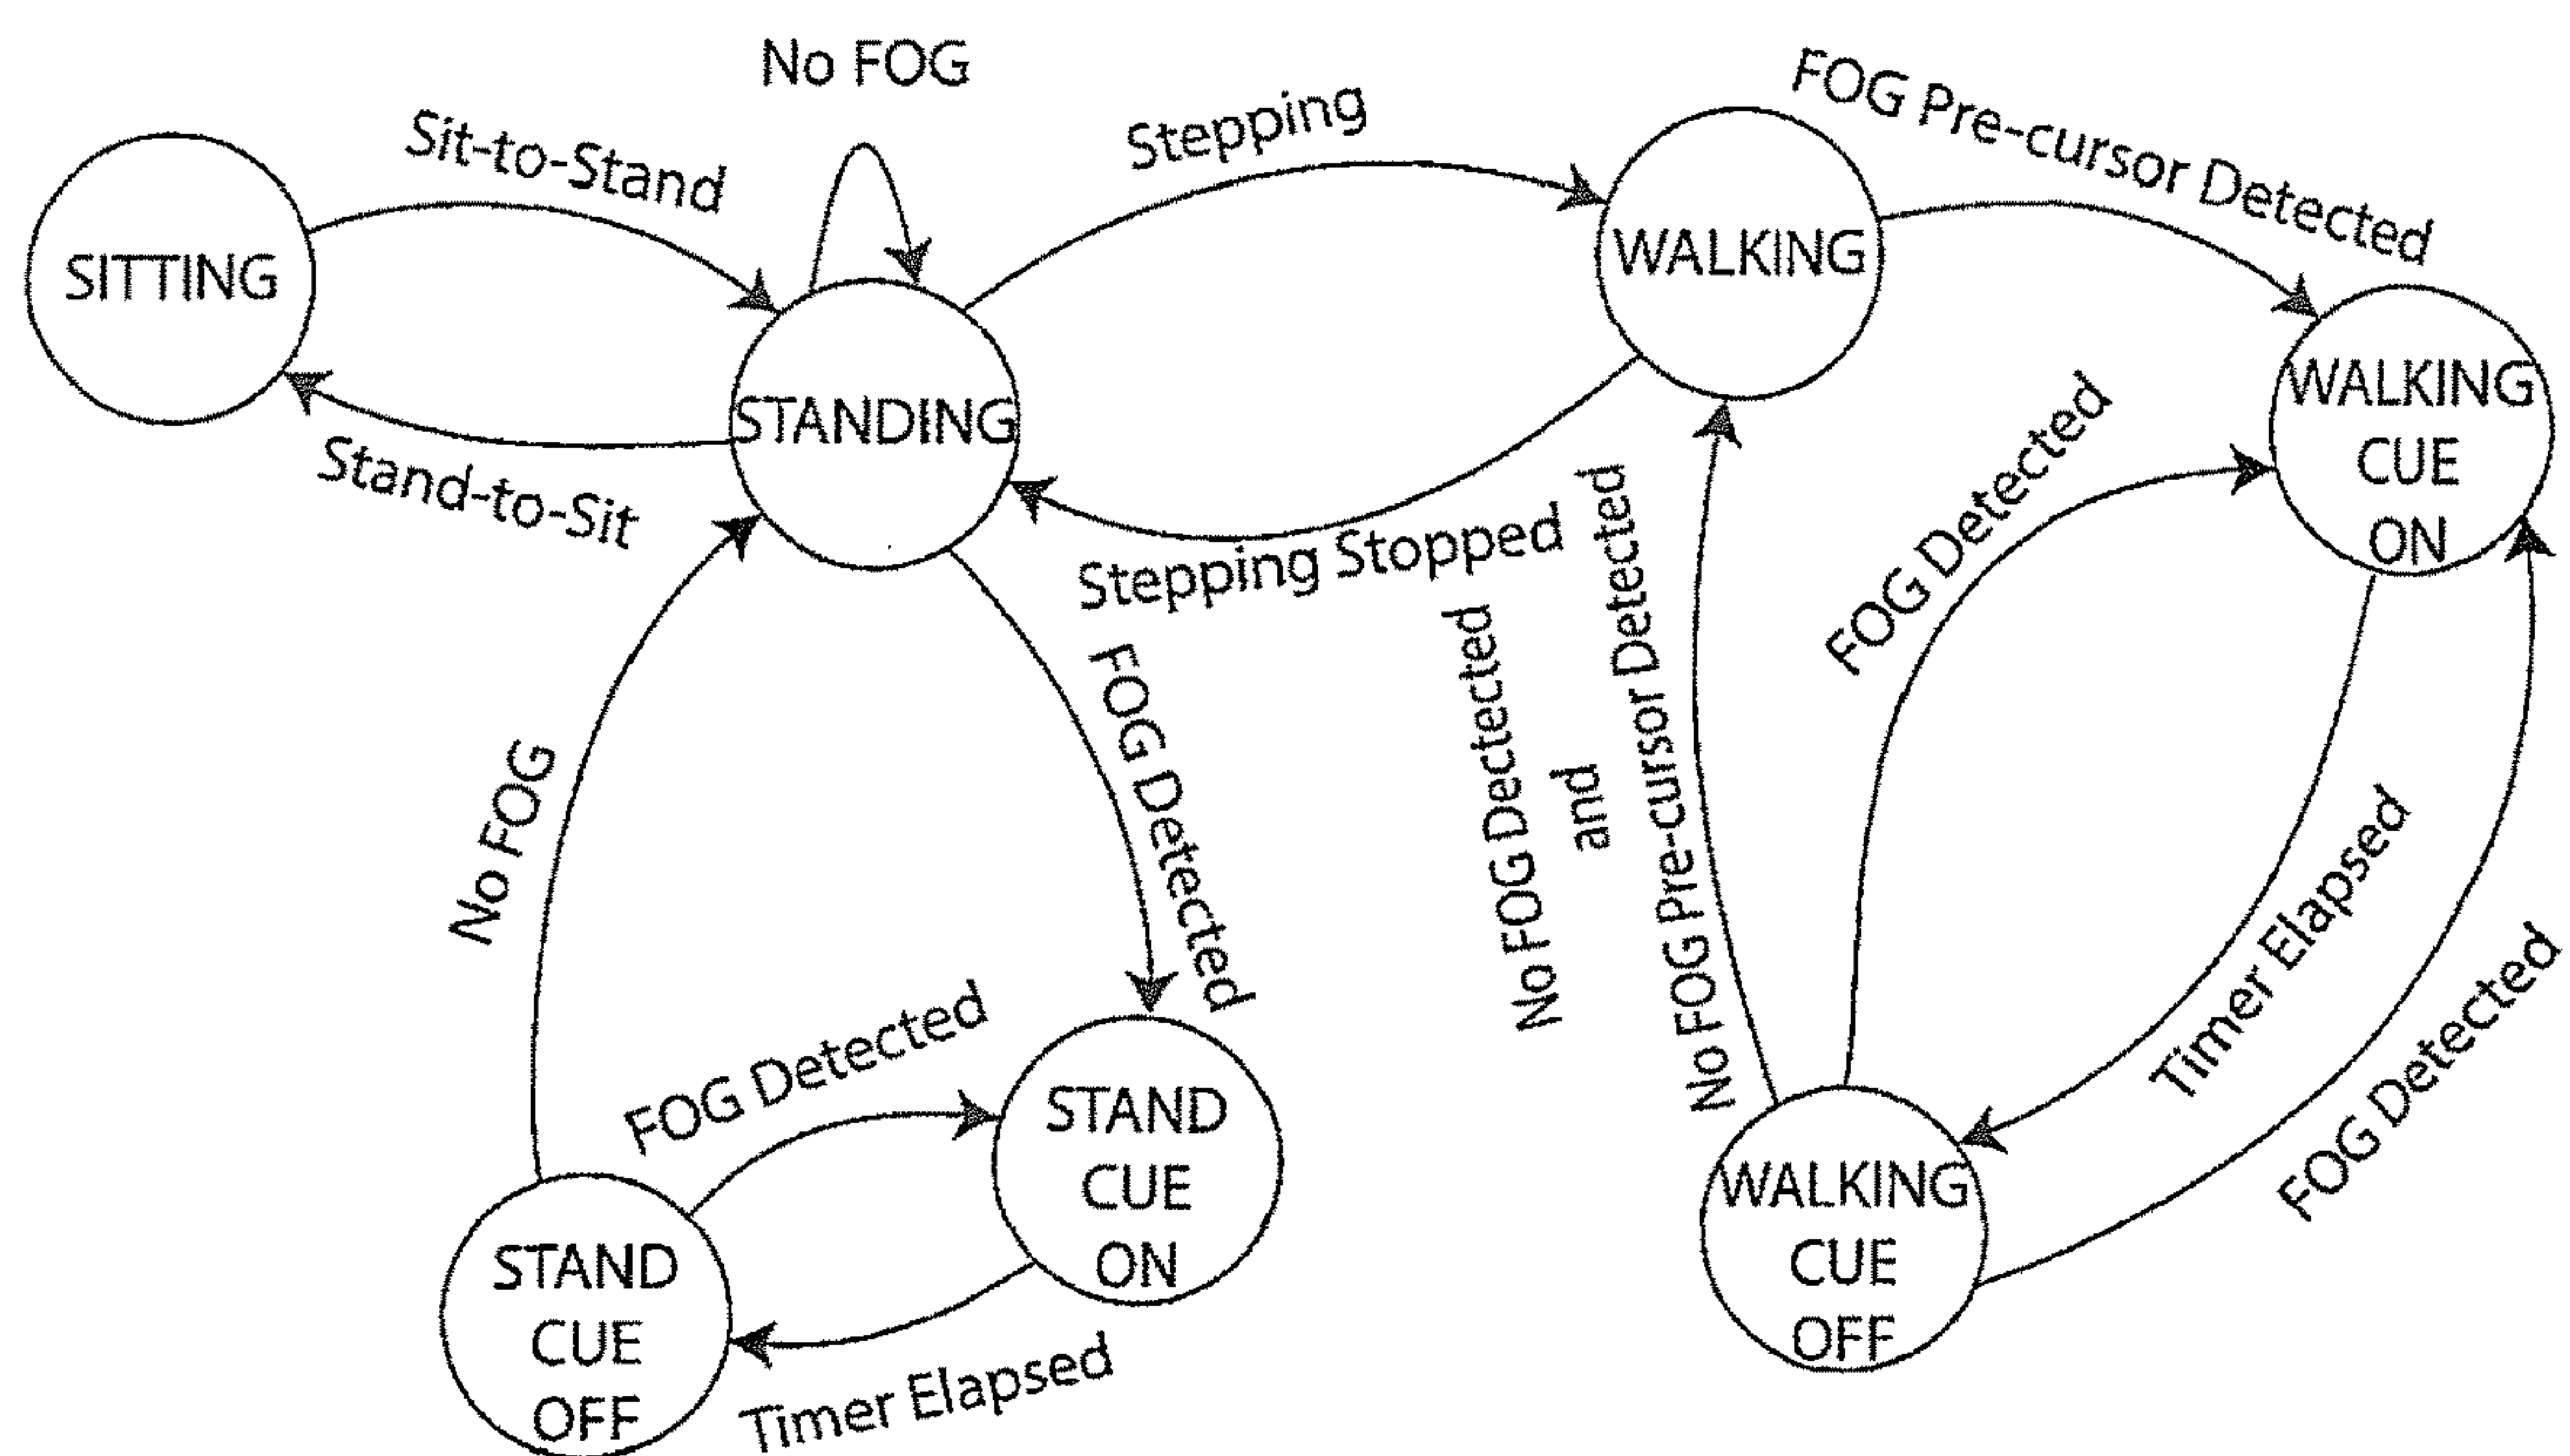 No FOG
Sit-to-Stand
Stepping
FOG Pre-cursor Detected
SITTING
STANDING
WALKING
WALKING
CUE
ON
Stand-to-Sit
Stepping Stopped
FOG Detected
No FOG Dectected
and
No FOG Pre-cursor Detected
FOG Detected
No FOG
Timer Elapsed
FOG Detected
FOG Detected
STAND
CUE
ON
STAND
CUE
OFF
Timer Elapsed
WALKING
CUE
OFF